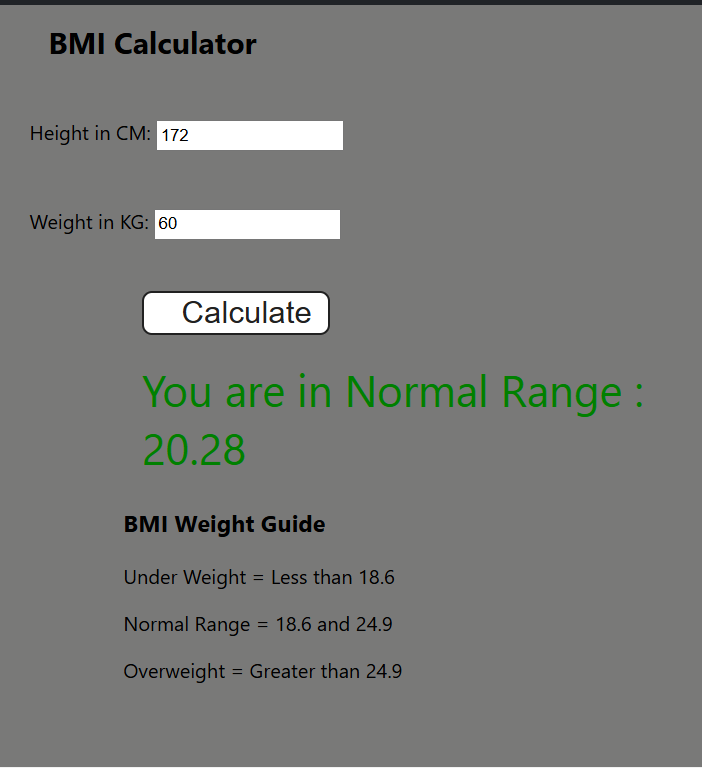 BMI Calculator
Height in CM: 172
Weight in KG: 60
Calculate
You are in Normal Range :
20.28
BMI Weight Guide
Under Weight = Less than 18.6
Normal Range = 18.6 and 24.9
Overweight = Greater than 24.9